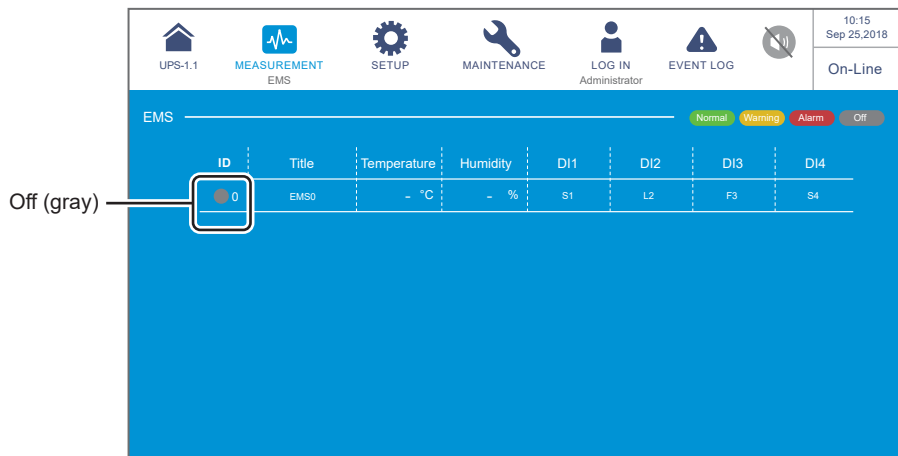 UPS-1.1
MEASUREMENT
EMS
SETUP
MAINTENANCE
LOG IN
Administrator
EVENT LOG
10:15
Sep 25,2018
On-Line
EMS
Normal Warning Alarm Off
ID Title Temperature Humidity DI1 DI2 DI3 DI4
0 EMS0 - °C - % S1 L2 F3 S4
Off (gray)